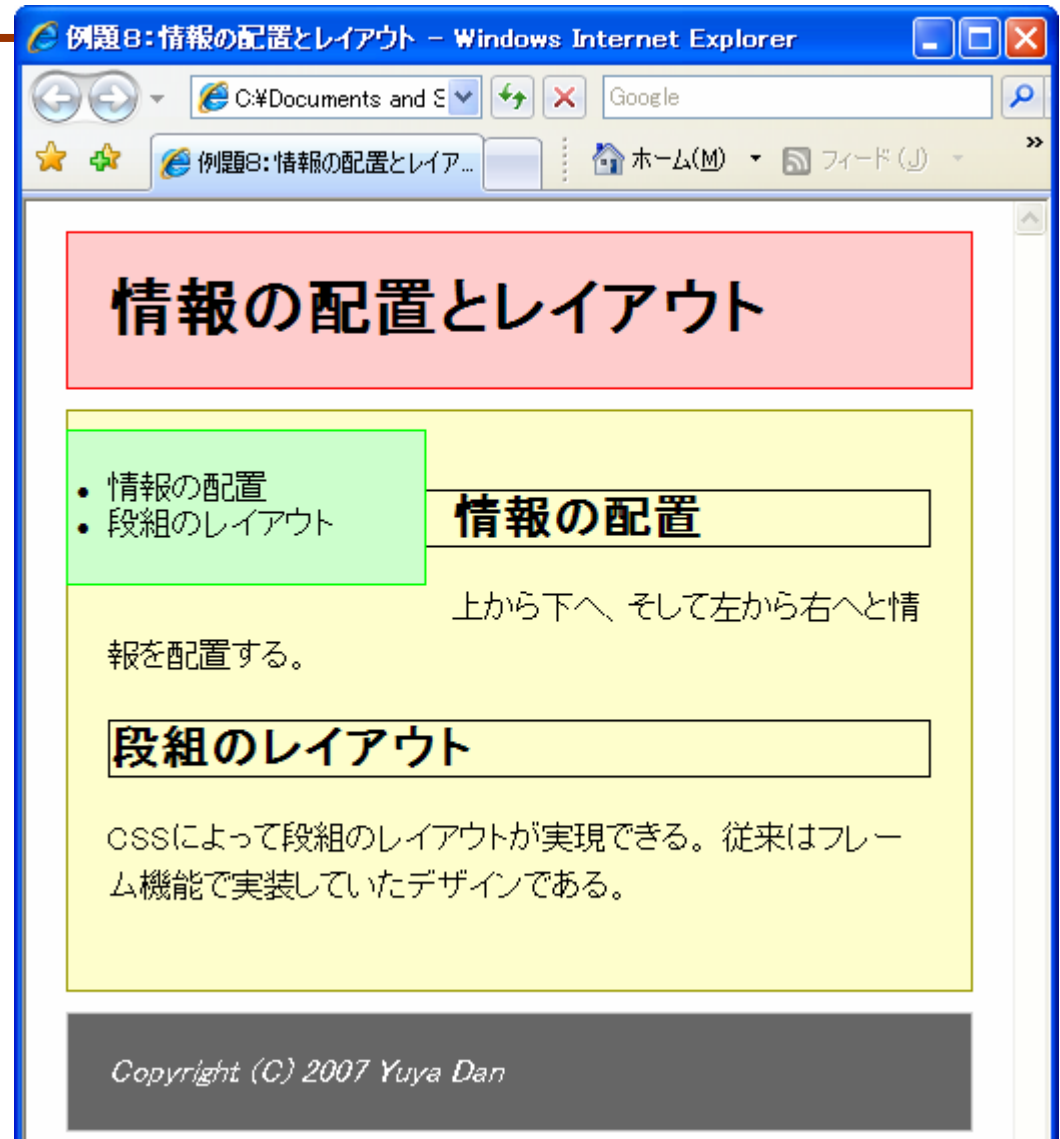 例題8:情報の配置とレイアウト - Windows Internet Explorer
C:¥Documents and S
Google
例題8:情報の配置とレイア...
ホーム(M)
フィード(J)
»
情報の配置とレイアウト
• 情報の配置
• 段組のレイアウト
情報の配置
上から下へ、そして左から右へと情
報を配置する。
段組のレイアウト
CSSによって段組のレイアウトが実現できる。従来はフレー
ム機能で実装していたデザインである。
Copyright (C) 2007 Yuya Dan